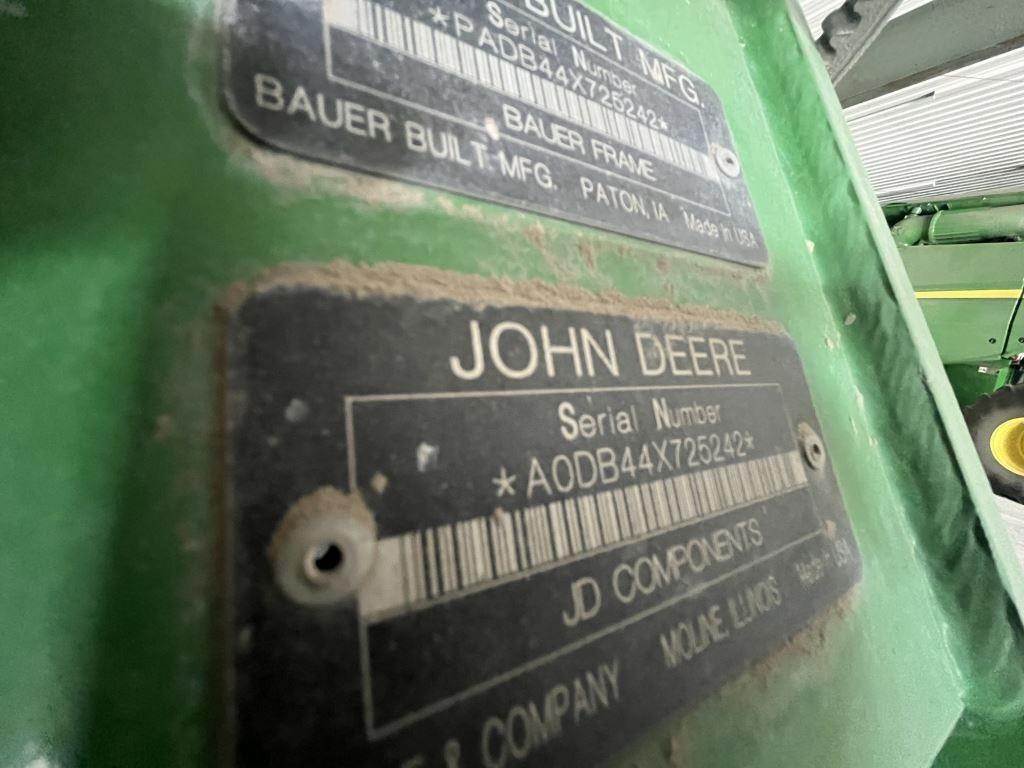 BUILT MFG.
Serial Number
*PADB44X725242*
BAUER FRAME
BAUER BUILT MFG. PATON, IA Made In USA
JOHN DEERE
Serial Number
*A0DB44X725242*
JD COMPONENTS
& COMPANY MOLINE, ILLINOIS Made In USA